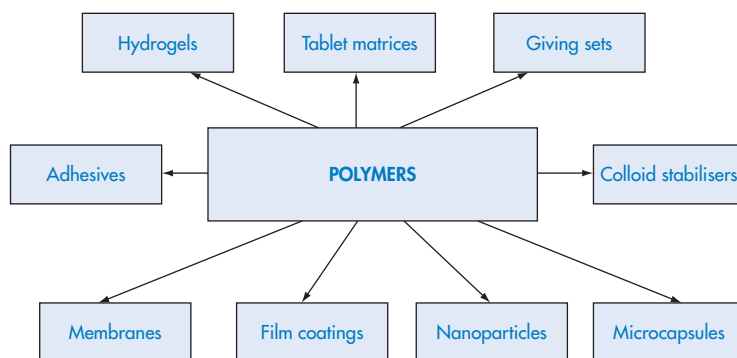 Hydrogels
Tablet matrices
Giving sets
Adhesives
POLYMERS
Colloid stabilisers
Membranes
Film coatings
Nanoparticles
Microcapsules